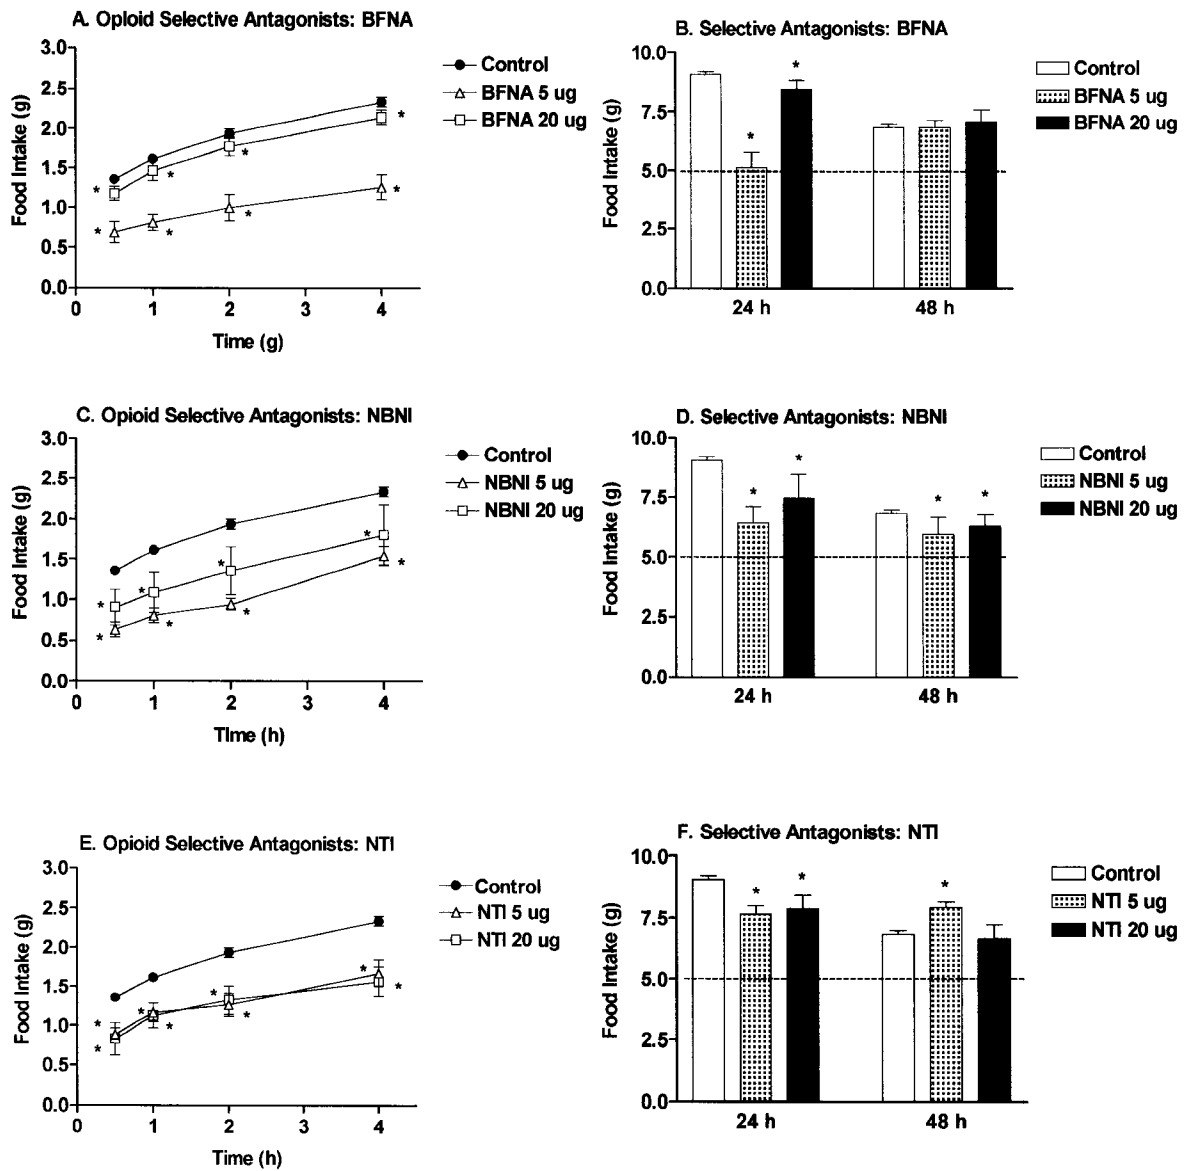 A. Oploid Selective Antagonists: BFNA
3.0
2.5
2.0
1.5
1.0
0.5
0.0
Food Intake (g)
0 1 2 3 4
Time (g)
Control
BFNA 5 ug
BFNA 20 ug
* * * *
* * * *
B. Selective Antagonists: BFNA
10.0
7.5
5.0
2.5
0.0
Food Intake (g)
24 h 48 h
* *
Control
BFNA 5 ug
BFNA 20 ug
C. Opioid Selective Antagonists: NBNI
3.0
2.5
2.0
1.5
1.0
0.5
0.0
Food Intake (g)
0 1 2 3 4
Time (h)
Control
NBNI 5 ug
NBNI 20 ug
* * * *
* * * *
D. Selective Antagonists: NBNI
10.0
7.5
5.0
2.5
0.0
Food Intake (g)
24 h 48 h
* * * *
Control
NBNI 5 ug
NBNI 20 ug
E. Opioid Selective Antagonists: NTI
3.0
2.5
2.0
1.5
1.0
0.5
0.0
Food Intake (g)
0 1 2 3 4
Time (h)
Control
NTI 5 ug
NTI 20 ug
* * * *
* * * *
F. Selective Antagonists: NTI
10.0
7.5
5.0
2.5
0.0
Food Intake (g)
24 h 48 h
* * *
Control
NTI 5 ug
NTI 20 ug